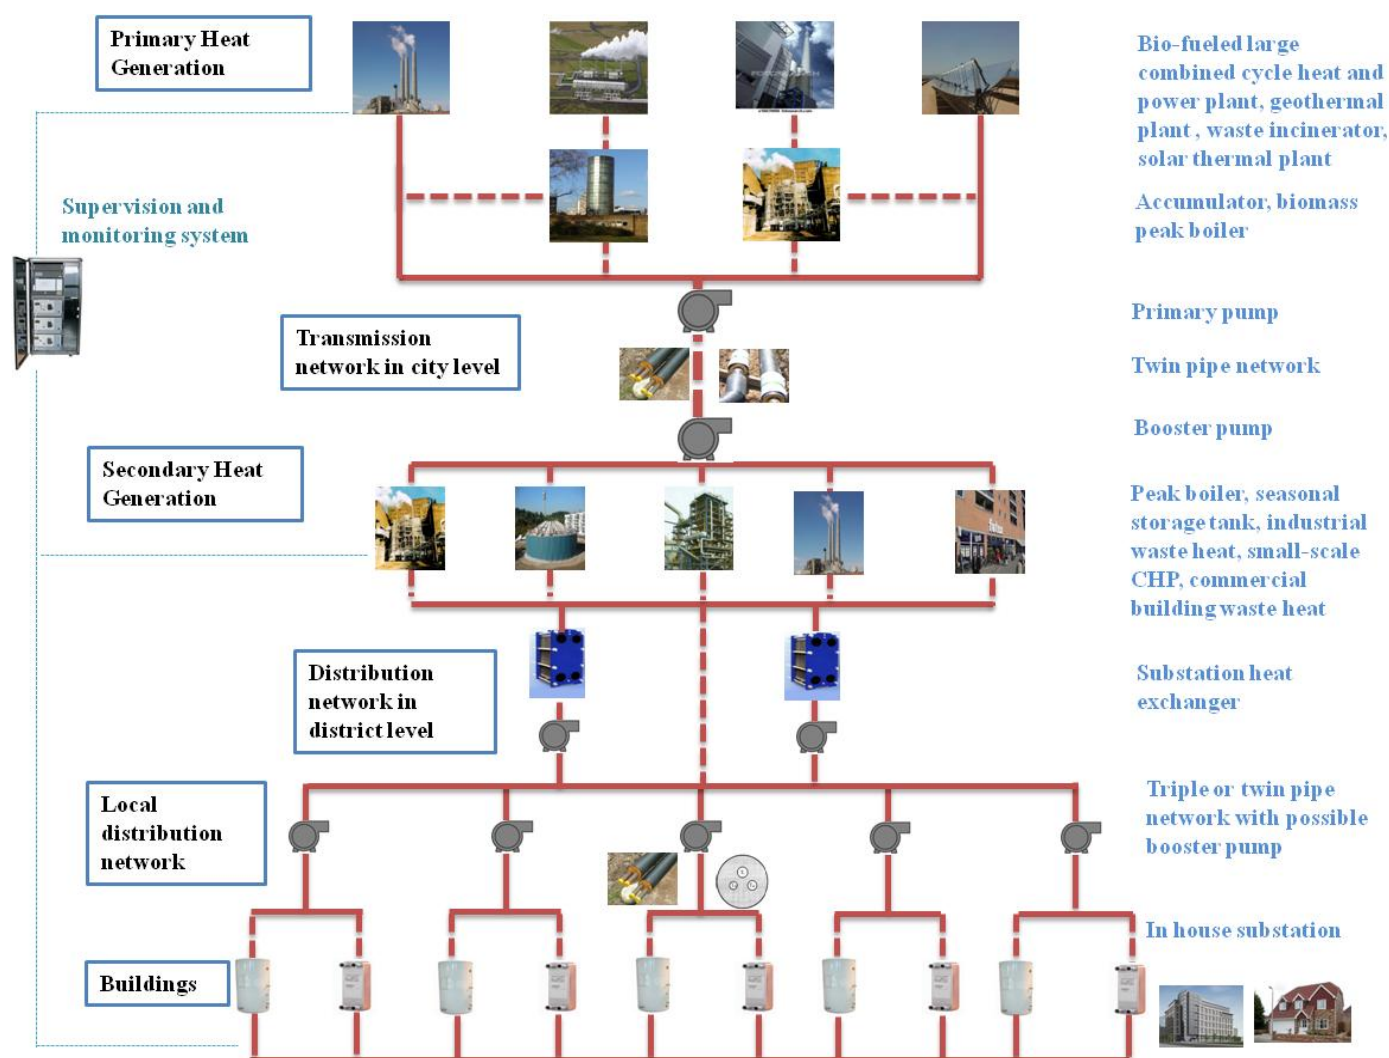 Primary Heat
Generation
Bio-fueled large
combined cycle heat and
power plant, geothermal
plant , waste incinerator,
solar thermal plant
Supervision and
monitoring system
Accumulator, biomass
peak boiler
Primary pump
Transmission
network in city level
Twin pipe network
Booster pump
Secondary Heat
Generation
Peak boiler, seasonal
storage tank, industrial
waste heat, small-scale
CHP, commercial
building waste heat
Distribution
network in
district level
Substation heat
exchanger
Local
distribution
network
Triple or twin pipe
network with possible
booster pump
In house substation
Buildings